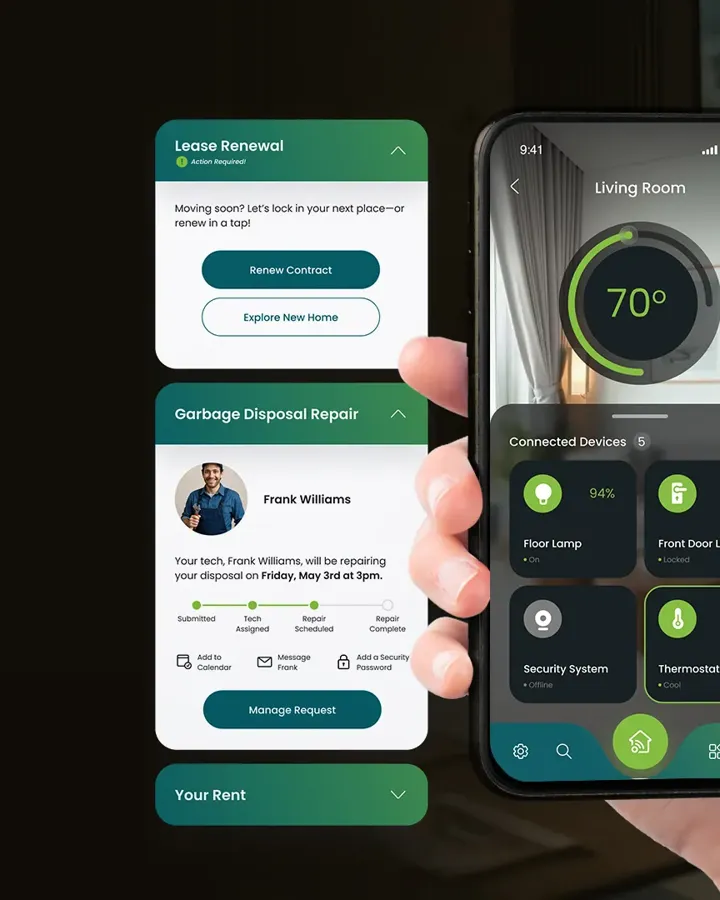 Lease Renewal
! Action Required!
Moving soon? Let's lock in your next place—or
renew in a tap!
Renew Contract
Explore New Home
Garbage Disposal Repair
Frank Williams
Your tech, Frank Williams, will be repairing
your disposal on Friday, May 3rd at 3pm.
Submitted
Tech
Assigned
Repair
Scheduled
Repair
Complete
Add to
Calendar
Message
Frank
Add a Security
Password
Manage Request
Your Rent
9:41
Living Room
70°
Connected Devices 5
94%
Floor Lamp
On
Front Door L
Locked
Security System
Offline
Thermostat
Cool